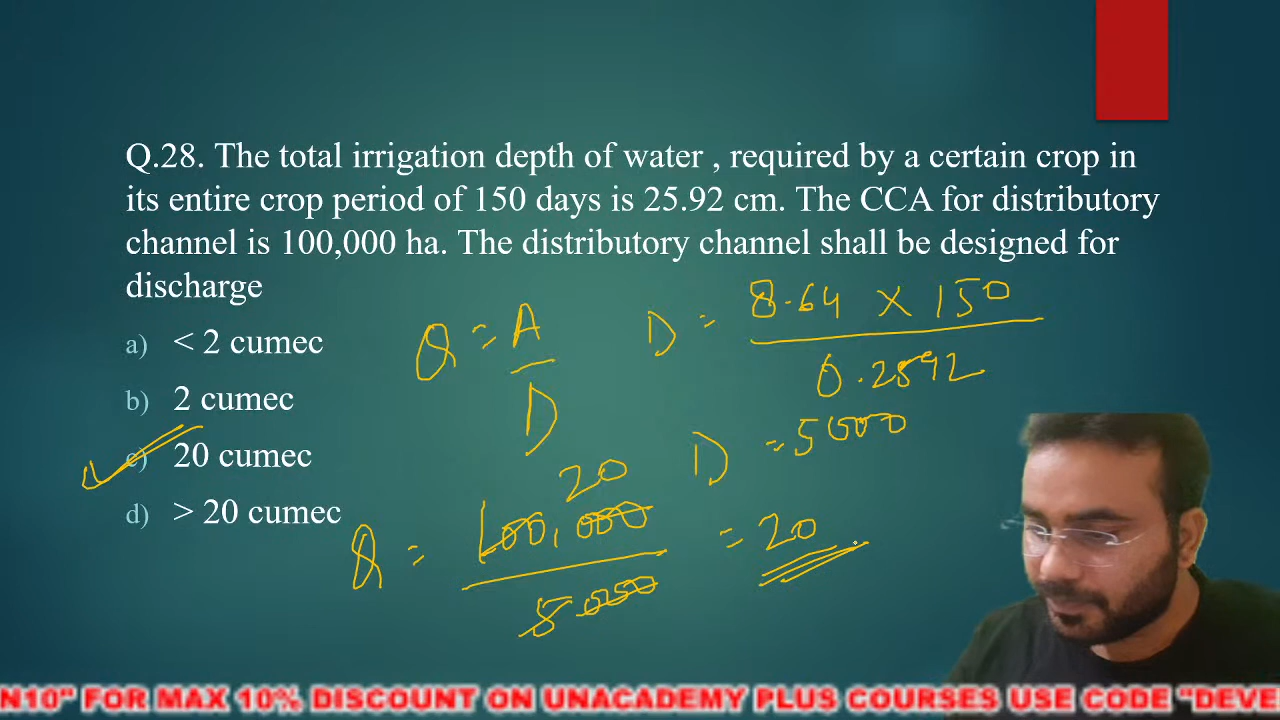 Q.28. The total irrigation depth of water , required by a certain crop in
its entire crop period of 150 days is 25.92 cm. The CCA for distributory
channel is 100,000 ha. The distributory channel shall be designed for
discharge
a) < 2 cumec
b) 2 cumec
c) 20 cumec
d) > 20 cumec
Q = A / D
D = 8.64 X 150 / 0.2592
D = 5000
20
Q = 100,000 / 5000 = 20
N10" FOR MAX 10% DISCOUNT ON UNACADEMY PLUS COURSES USE CODE "DEVE